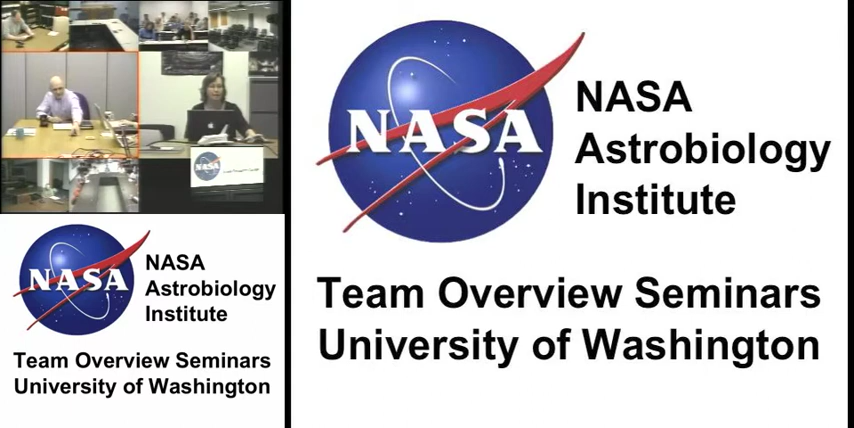 NASA
NASA
Astrobiology
Institute
Team Overview Seminars
University of Washington
NASA
NASA
NASA
Astrobiology
Institute
Team Overview Seminars
University of Washington